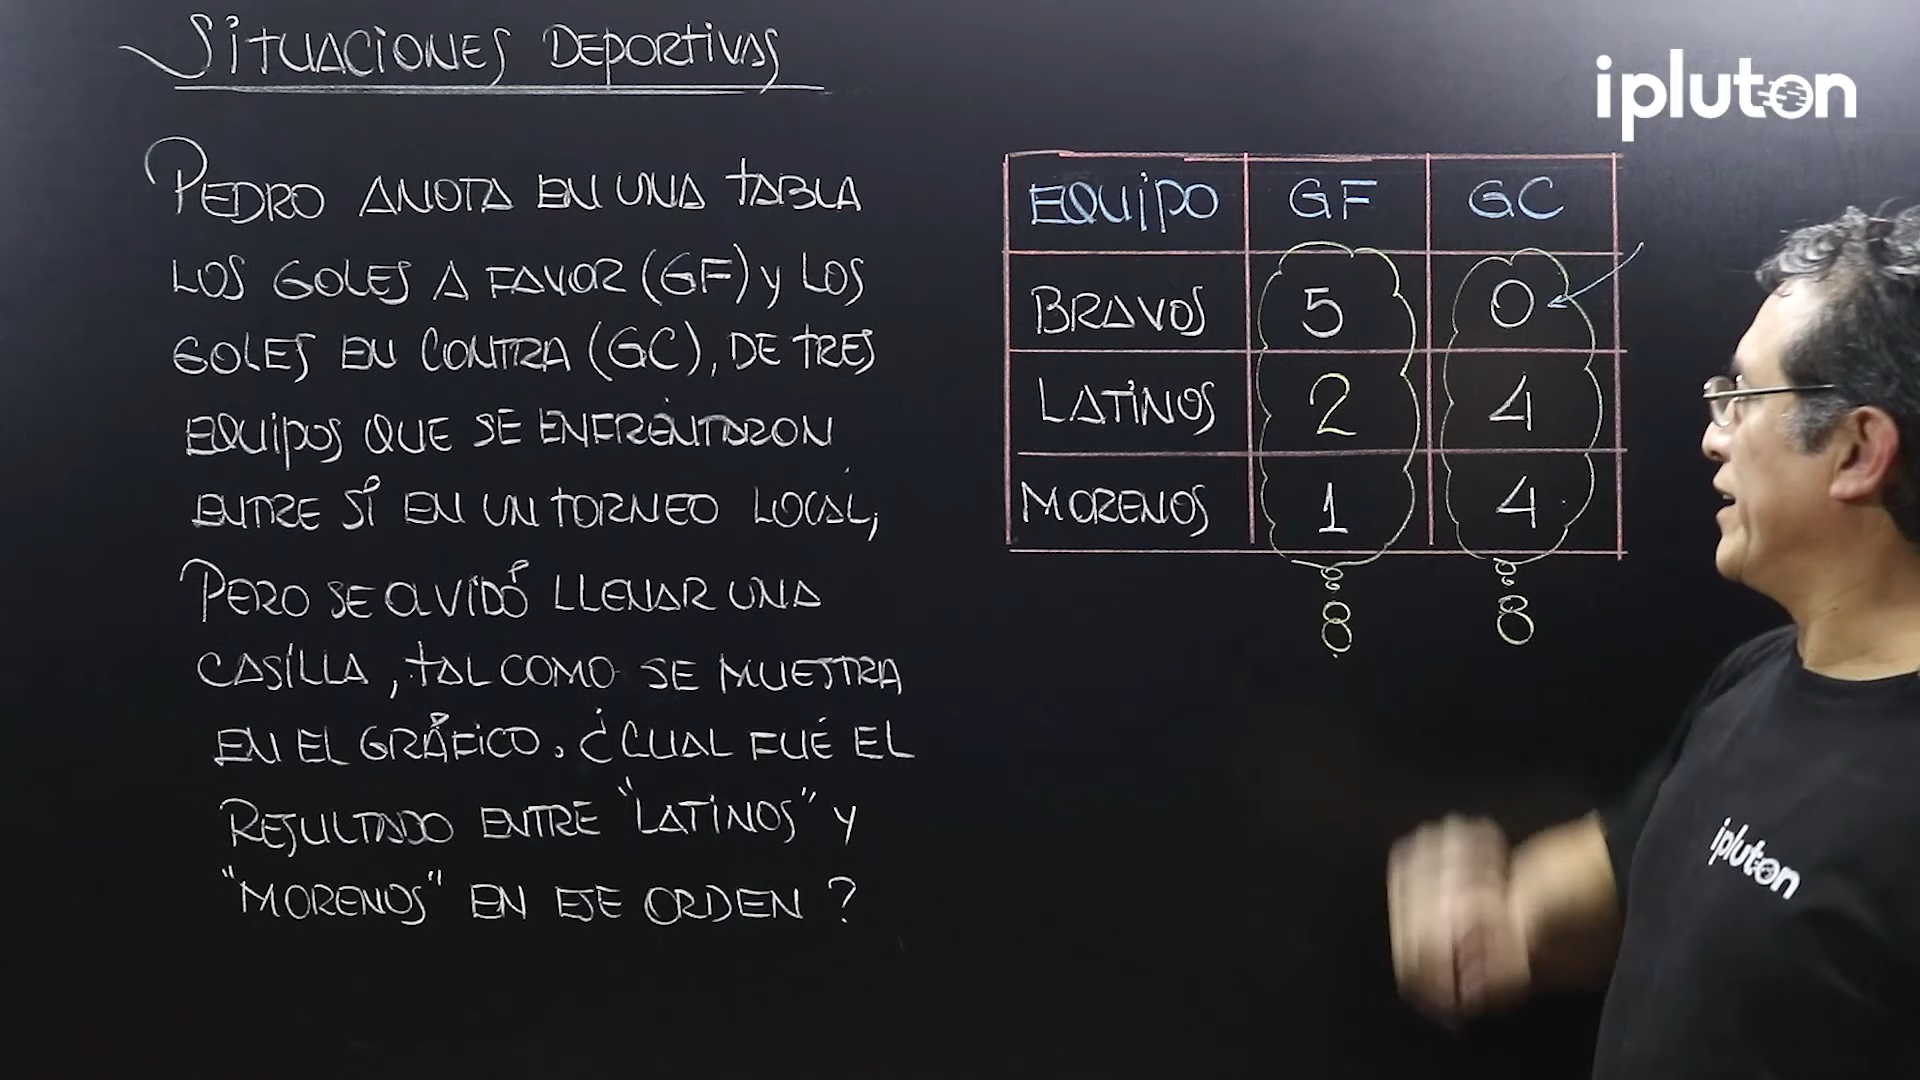 SITUACIONES DEPORTIVAS
ipluton
PEDRO ANOTA EN UNA TABLA
LOS GOLES A FAVOR (GF) y LOS
GOLES EN CONTRA (GC), DE TRES
EQUIPOS QUE SE ENFRENTARON
ENTRE SÍ EN UN TORNEO LOCAL,
PERO SE OLVIDÓ LLENAR UNA
CASILLA, TAL COMO SE MUESTRA
EN EL GRÁFICO. ¿CUAL FUÉ EL
RESULTADO ENTRE "LATINOS" Y
"MORENOS" EN ESE ORDEN?
EQUIPO GF GC
BRAVOS 5 0
LATINOS 2 4
MORENOS 1 4
8 8
ipluton